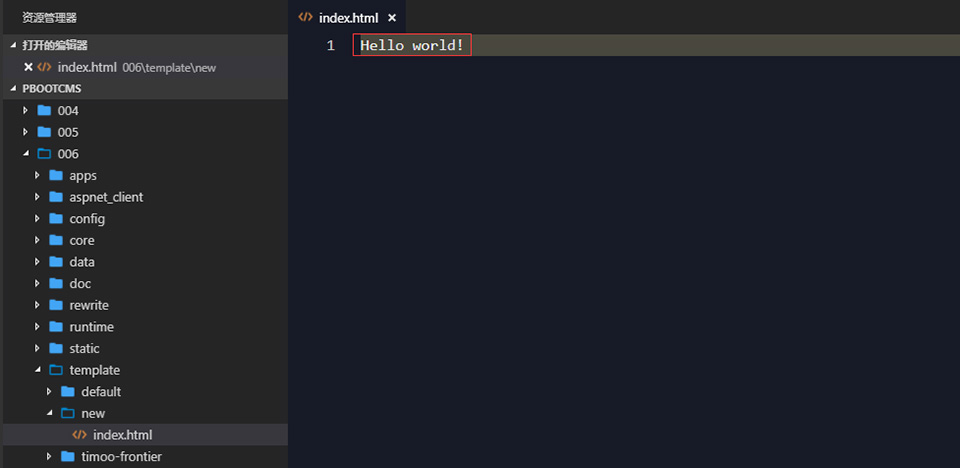 资源管理器
打开的编辑器
index.html 006\template\new
PBOOTCMS
004
005
006
apps
aspnet_client
config
core
data
doc
rewrite
runtime
static
template
default
new
index.html
timoo-frontier
index.html
1 Hello world!